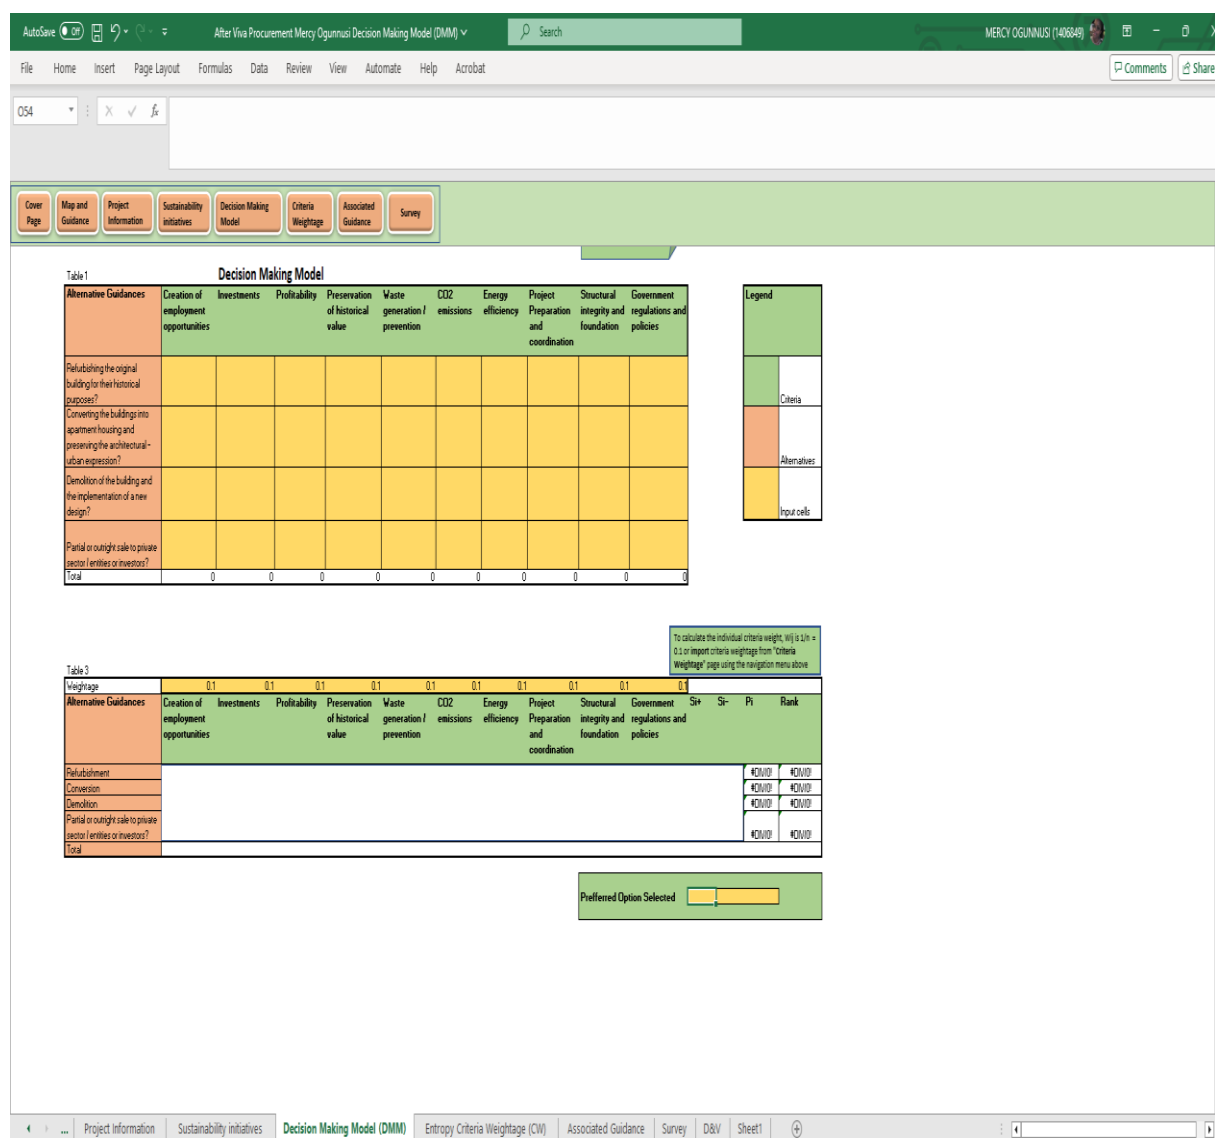 AutoSave Off After Viva Procurement Mercy Ogunnusi Decision Making Model (DMM) Search MERCY OGUNNUSI (1406849)
File Home Insert Page Layout Formulas Data Review View Automate Help Acrobat Comments Share
O54 fx
Cover Page
Map and Guidance
Project Information
Sustainability initiatives
Decision Making Model
Criteria Weightage
Associated Guidance
Survey
Table 1 Decision Making Model
Alternative Guidances
Creation of employment opportunities
Investments
Profitability
Preservation of historical value
Waste generation / prevention
CO2 emissions
Energy efficiency
Project Preparation and coordination
Structural integrity and foundation
Government regulations and policies
Legend
Refurbishing the original
building for their historical
purposes?
Criteria
Converting the buildings into
apartment housing and
preserving the architectural -
urban expression?
Alternatives
Demolition of the building and
the implementation of a new
design?
Input cells
Partial or outright sale to private
sector / entities or investors?
Total 0 0 0 0 0 0 0 0 0 0
To calculate the individual criteria weight, Wij is 1/n =
0.1 or import criteria weightage from "Criteria
Weightage" page using the navigation menu above
Table 3
Weightage 0.1 0.1 0.1 0.1 0.1 0.1 0.1 0.1 0.1 0.1
Alternative Guidances
Creation of employment opportunities
Investments
Profitability
Preservation of historical value
Waste generation / prevention
CO2 emissions
Energy efficiency
Project Preparation and coordination
Structural integrity and foundation
Government regulations and policies
Si+ Si- Pi Rank
Refurbishment #DIV/0! #DIV/0!
Conversion #DIV/0! #DIV/0!
Demolition #DIV/0! #DIV/0!
Partial or outright sale to private
sector / entities or investors? #DIV/0! #DIV/0!
Total
Prefferred Option Selected
... Project Information Sustainability initiatives Decision Making Model (DMM) Entropy Criteria Weightage (CW) Associated Guidance Survey D&V Sheet1